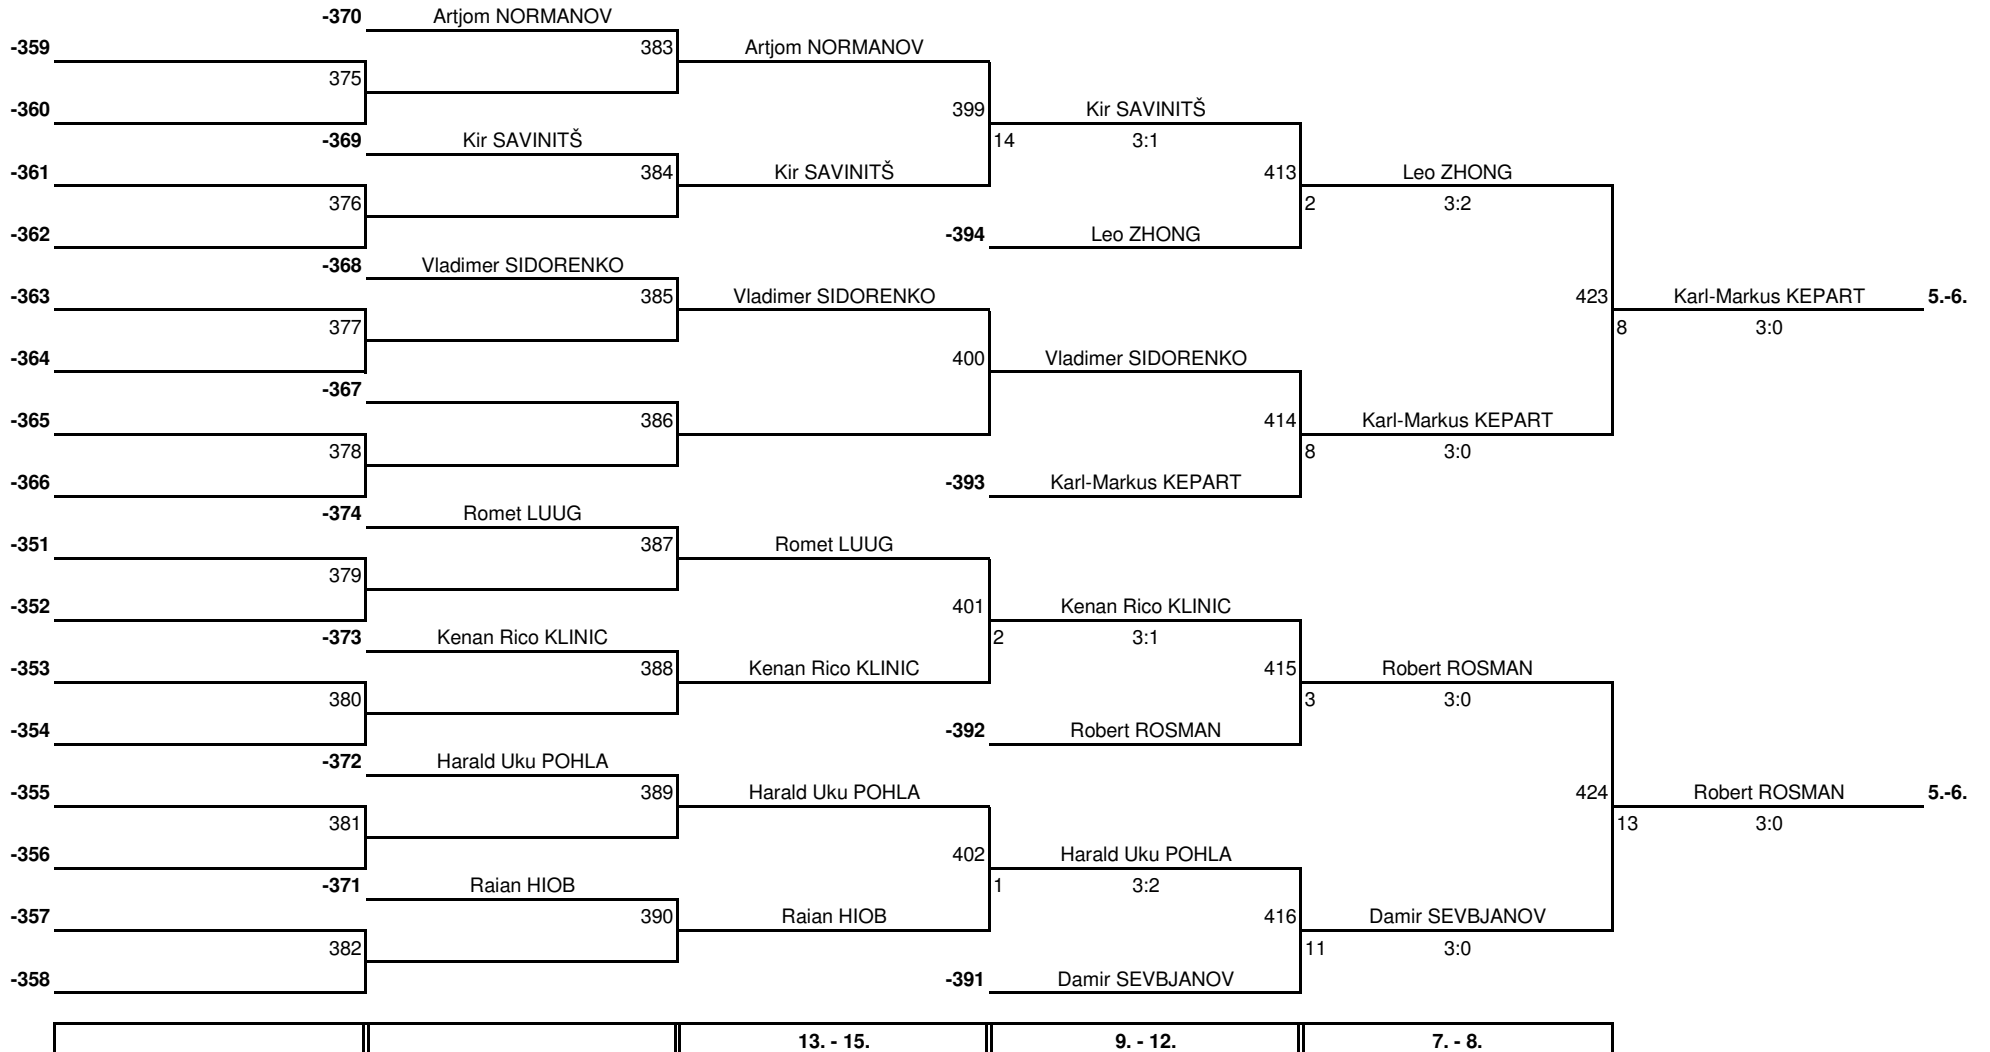 -370 Artjom NORMANOV
-359 383 Artjom NORMANOV
375
-360 399 Kir SAVINITŠ
-369 Kir SAVINITŠ 14 3:1
-361 384 Kir SAVINITŠ 413 Leo ZHONG
376 2 3:2
-362 -394 Leo ZHONG
-368 Vladimer SIDORENKO
-363 385 Vladimer SIDORENKO 423 Karl-Markus KEPART 5.-6.
377 8 3:0
-364 400 Vladimer SIDORENKO
-367
-365 386 414 Karl-Markus KEPART
378 8 3:0
-366 -393 Karl-Markus KEPART
-374 Romet LUUG
-351 387 Romet LUUG
379
-352 401 Kenan Rico KLINIC
-373 Kenan Rico KLINIC 2 3:1
-353 388 Kenan Rico KLINIC 415 Robert ROSMAN
380 3 3:0
-354 -392 Robert ROSMAN
-372 Harald Uku POHLA
-355 389 Harald Uku POHLA 424 Robert ROSMAN 5.-6.
381 13 3:0
-356 402 Harald Uku POHLA
-371 Raian HIOB 1 3:2
-357 390 Raian HIOB 416 Damir SEVBJANOV
382 11 3:0
-358 -391 Damir SEVBJANOV
13. - 15. 9. - 12. 7. - 8.